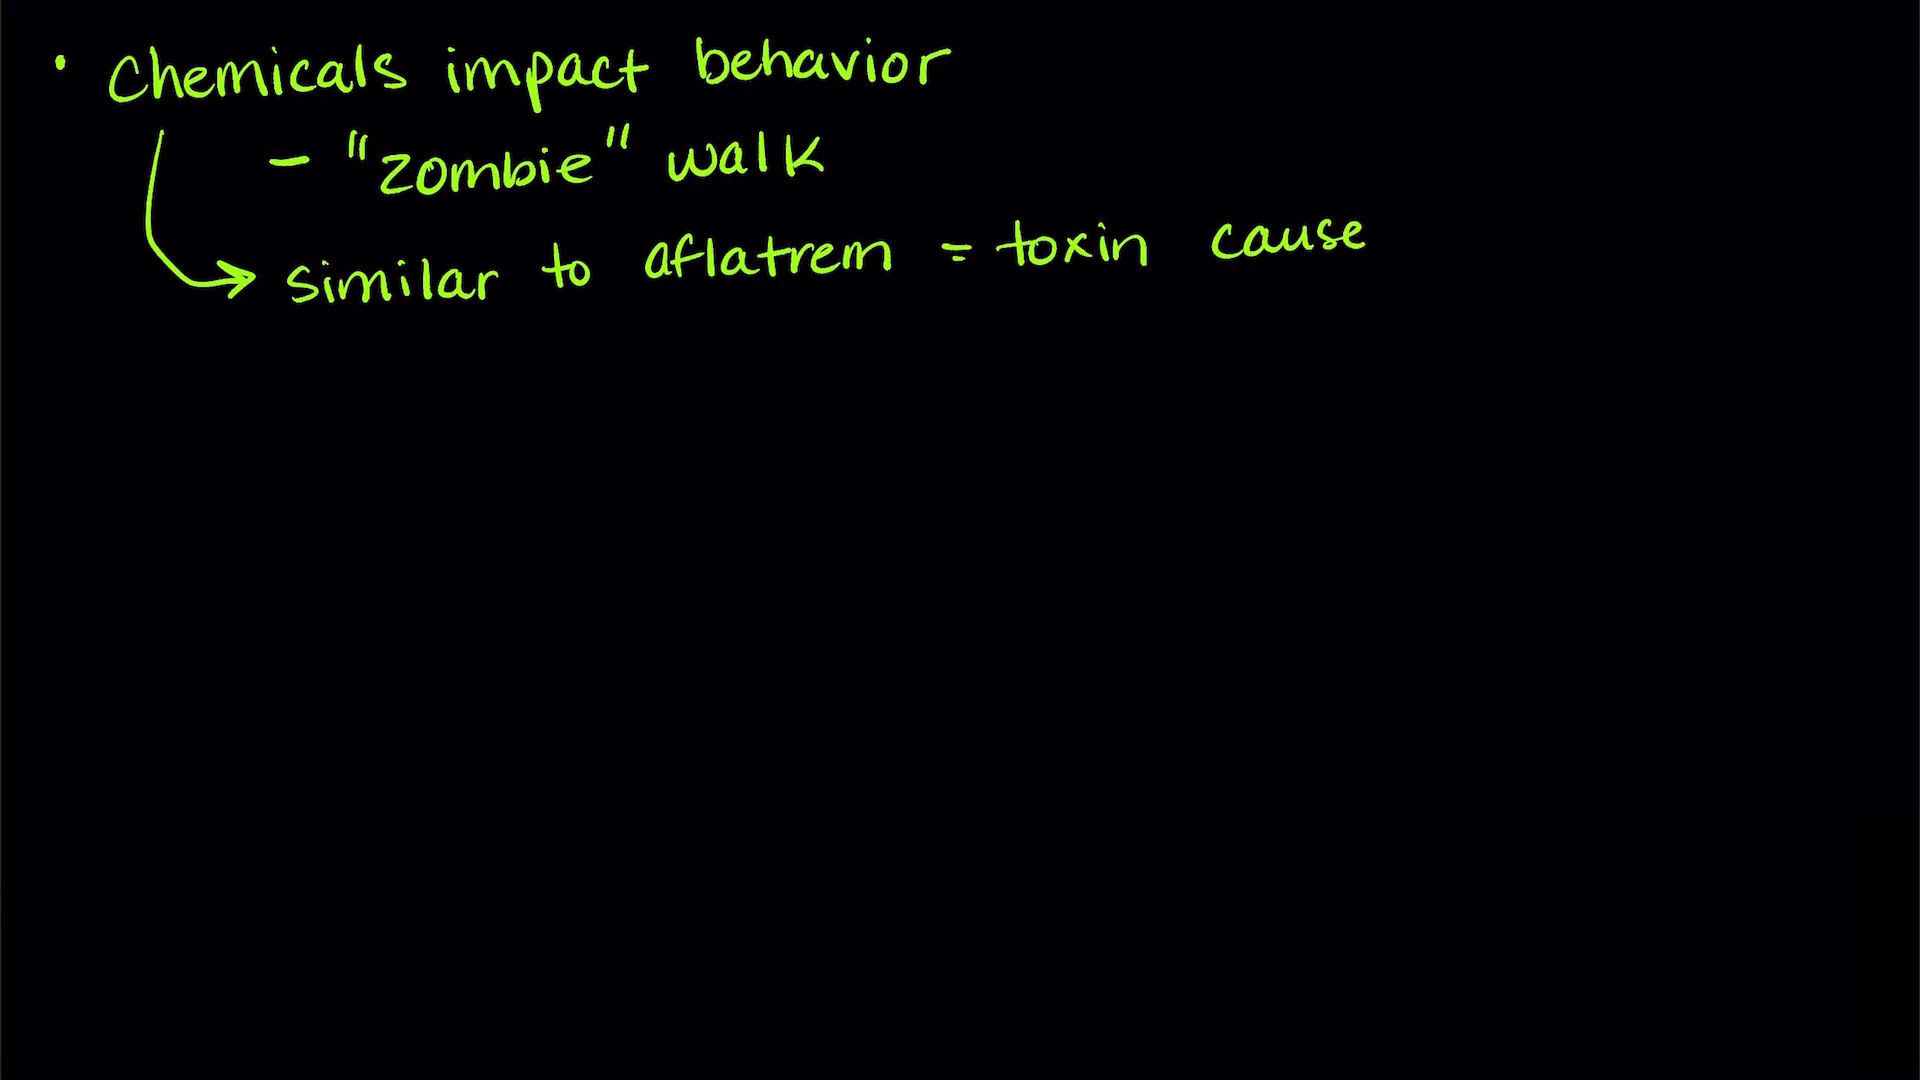 • Chemicals impact behavior
- "zombie" walk
→ similar to aflatrem = toxin cause